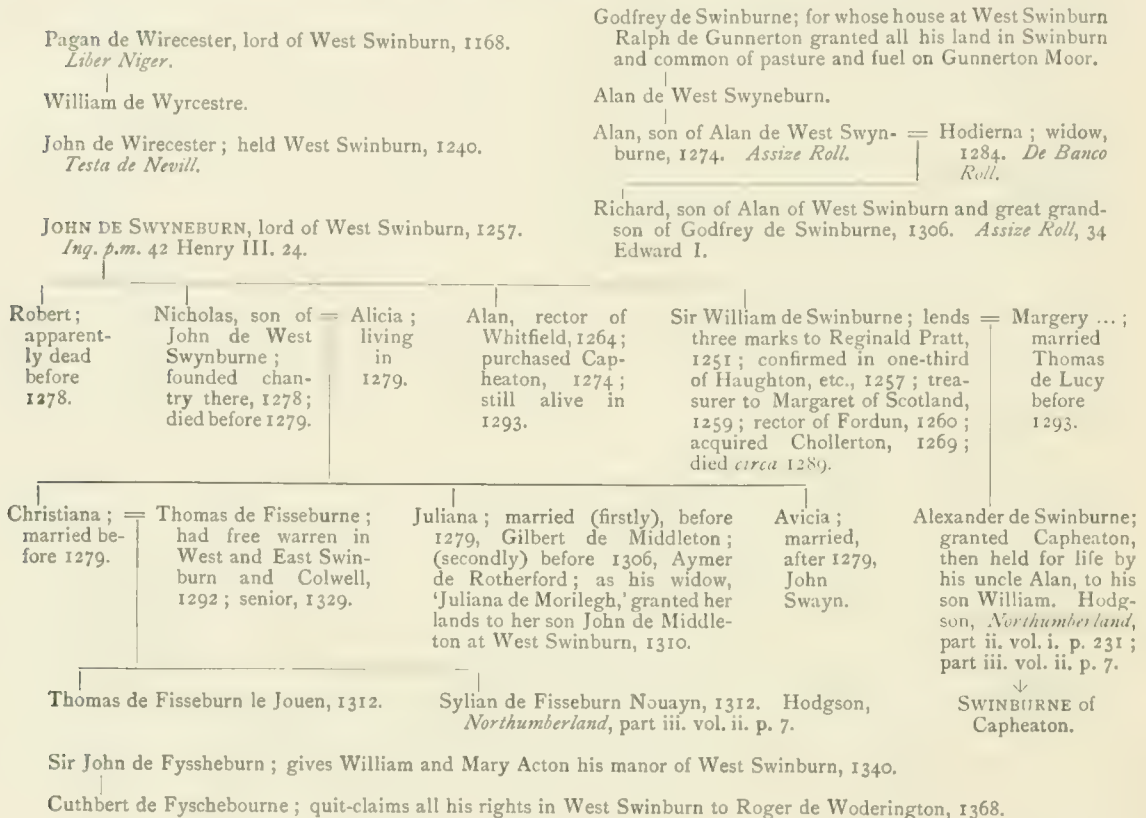 Pagan de Wirecester, lord of West Swinburn, 1168.
Liber Niger.
William de Wyrcestre.
John de Wirecester; held West Swinburn, 1240.
Testa de Nevill.
Godfrey de Swinburne; for whose house at West Swinburn
Ralph de Gunnerton granted all his land in Swinburn
and common of pasture and fuel on Gunnerton Moor.
Alan de West Swyneburn.
Alan, son of Alan de West Swyn-
burne, 1274. Assize Roll.
=
Hodierna; widow,
1284. De Banco
Roll.
Richard, son of Alan of West Swinburn and great grand-
son of Godfrey de Swinburne, 1306. Assize Roll, 34
Edward I.
JOHN DE SWYNEBURN, lord of West Swinburn, 1257.
Inq. p.m. 42 Henry III. 24.
Robert;
apparent-
ly dead
before
1278.
Nicholas, son of
John de West
Swynburne;
founded chan-
try there, 1278;
died before 1279.
=
Alicia;
living
in
1279.
Alan, rector of
Whitfield, 1264;
purchased Cap-
heaton, 1274;
still alive in
1293.
Sir William de Swinburne; lends
three marks to Reginald Pratt,
1251; confirmed in one-third
of Haughton, etc., 1257; trea-
surer to Margaret of Scotland,
1259; rector of Fordun, 1260;
acquired Chollerton, 1269;
died circa 1289.
=
Margery ...;
married
Thomas
de Lucy
before
1293.
Christiana;
married be-
fore 1279.
=
Thomas de Fisseburne;
had free warren in
West and East Swin-
burn and Colwell,
1292; senior, 1329.
Juliana; married (firstly), before
1279, Gilbert de Middleton;
(secondly) before 1306, Aymer
de Rotherford; as his widow,
'Juliana de Morilegh,' granted her
lands to her son John de Middle-
ton at West Swinburn, 1310.
Avicia;
married,
after 1279,
John
Swayn.
Alexander de Swinburne;
granted Capheaton,
then held for life by
his uncle Alan, to his
son William. Hodg-
son, Northumberland,
part ii. vol. i. p. 231;
part iii. vol. ii. p. 7.
SWINBURNE of
Capheaton.
Thomas de Fisseburn le Jouen, 1312.
Sylian de Fisseburn Nouayn, 1312. Hodgson,
Northumberland, part iii. vol. ii. p. 7.
Sir John de Fyssheburn; gives William and Mary Acton his manor of West Swinburn, 1340.
Cuthbert de Fyschebourne; quit-claims all his rights in West Swinburn to Roger de Woderington, 1368.